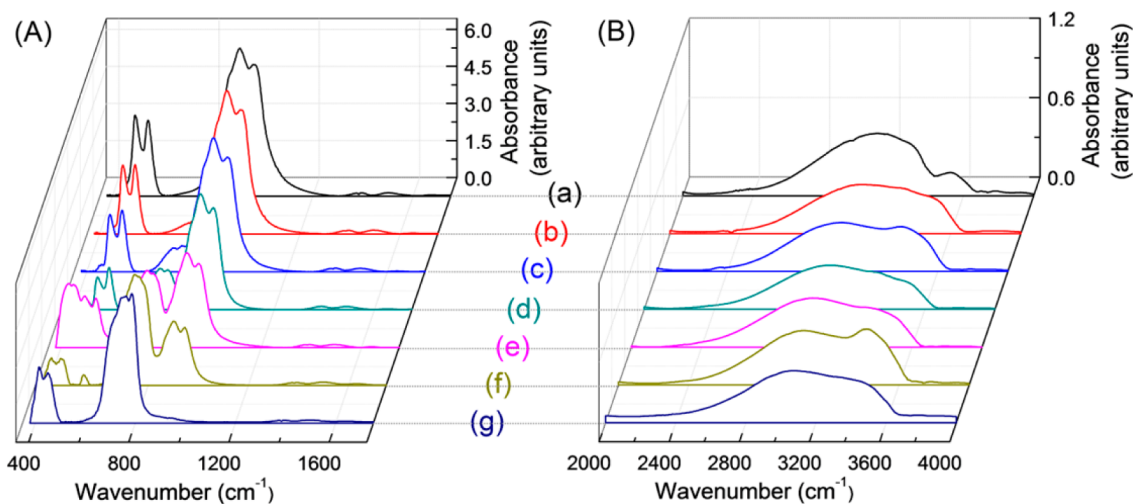 (A)
6.0
4.5
3.0
1.5
0.0
Absorbance
(arbitrary units)
(B)
1.2
0.6
0.0
Absorbance
(arbitrary units)
(a)
(b)
(c)
(d)
(e)
(f)
(g)
400 800 1200 1600
Wavenumber (cm⁻¹)
2000 2400 2800 3200 3600 4000
Wavenumber (cm⁻¹)